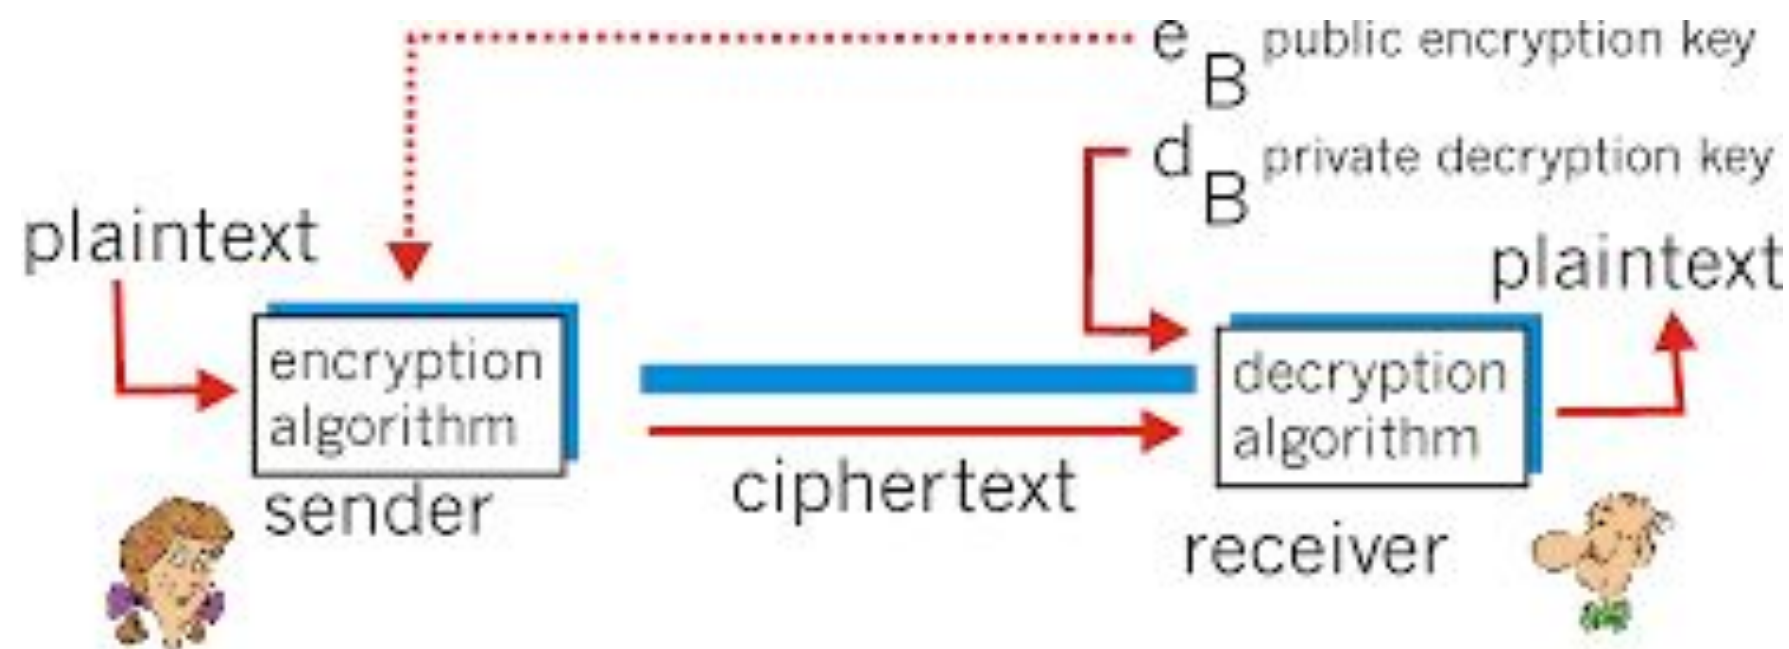 e B public encryption key
d B private decryption key
plaintext
plaintext
encryption
algorithm
decryption
algorithm
ciphertext
sender
receiver